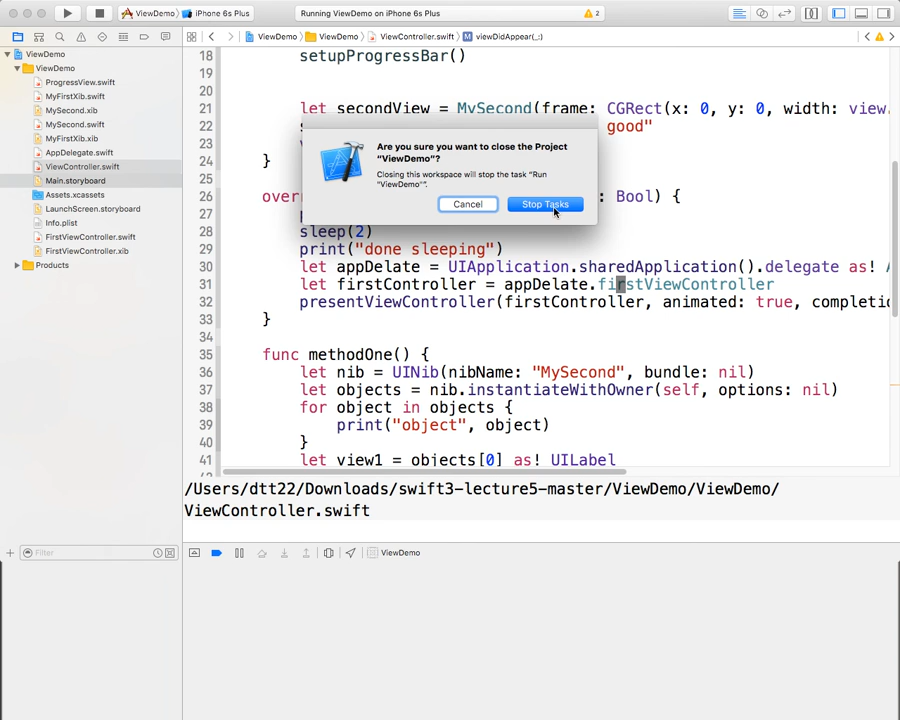 ViewDemo
iPhone 6s Plus
Running ViewDemo on iPhone 6s Plus
2
ViewDemo
ViewDemo
ViewDemo
ViewController.swift
M
viewDidAppear(_:)
ViewDemo
ProgressView.swift
MyFirstXib.swift
MySecond.xib
MySecond.swift
MyFirstXib.xib
AppDelegate.swift
ViewController.swift
Main.storyboard
Assets.xcassets
LaunchScreen.storyboard
Info.plist
FirstViewController.swift
FirstViewController.xib
Products
18 setupProgressBar()
19
21 let secondView = MySecond(frame: CGRect(x: 0, y: 0, width: view.
22 good"
24 }
25
26 Bool) {
27
28 sleep(2)
29 print("done sleeping")
30 let appDelate = UIApplication.sharedApplication().delegate as!
31 let firstController = appDelate.firstViewController
32 presentViewController(firstController, animated: true,
33 }
34
35 func methodOne() {
36 let nib = UINib(nibName: "MySecond", bundle: nil)
37 let objects = nib.instantiateWithOwner(self, options: nil)
38 for object in objects {
39 print("object", object)
40 }
41 let view1 = objects[0] as! UILabel
Are you sure you want to close the Project
“ViewDemo”?
Closing this workspace will stop the task “Run
“ViewDemo””.
Cancel
Stop Tasks
/Users/dtt22/Downloads/swift3-lecture5-master/ViewDemo/ViewDemo/
ViewController.swift
Filter
ViewDemo